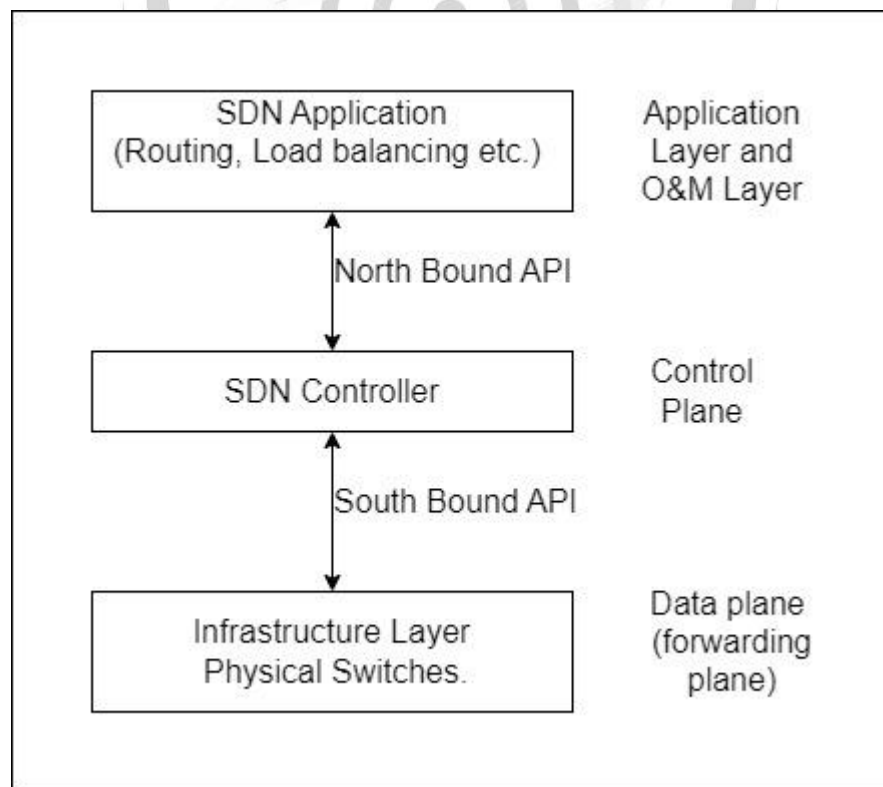 SDN Application
(Routing, Load balancing etc.)
Application
Layer and
O&M Layer
North Bound API
SDN Controller
Control
Plane
South Bound API
Infrastructure Layer
Physical Switches.
Data plane
(forwarding
plane)